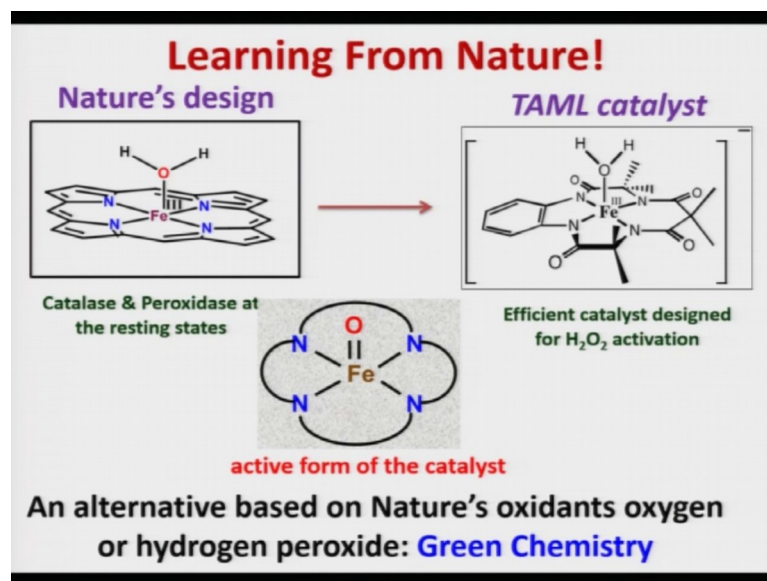 Learning From Nature!
Nature's design
TAML catalyst
H H
O
III
N N
Fe
N N
H H
O
O
N III N O
Fe
N N
O O
Catalase & Peroxidase at
the resting states
Efficient catalyst designed
for H₂O₂ activation
O
N N
Fe
N N
active form of the catalyst
An alternative based on Nature's oxidants oxygen
or hydrogen peroxide: Green Chemistry